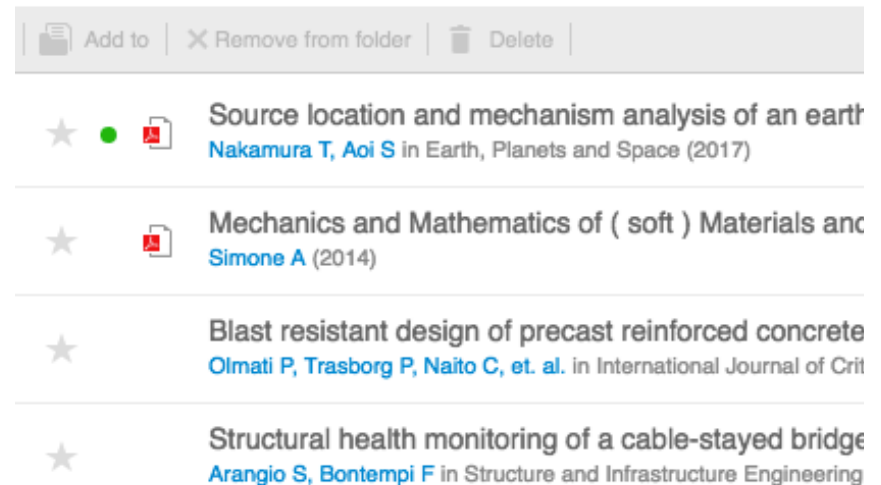 Add to Remove from folder Delete
Source location and mechanism analysis of an earth
Nakamura T, Aoi S in Earth, Planets and Space (2017)
Mechanics and Mathematics of ( soft ) Materials and
Simone A (2014)
Blast resistant design of precast reinforced concrete
Olmati P, Trasborg P, Naito C, et. al. in International Journal of Crit
Structural health monitoring of a cable-stayed bridge
Arangio S, Bontempi F in Structure and Infrastructure Engineering